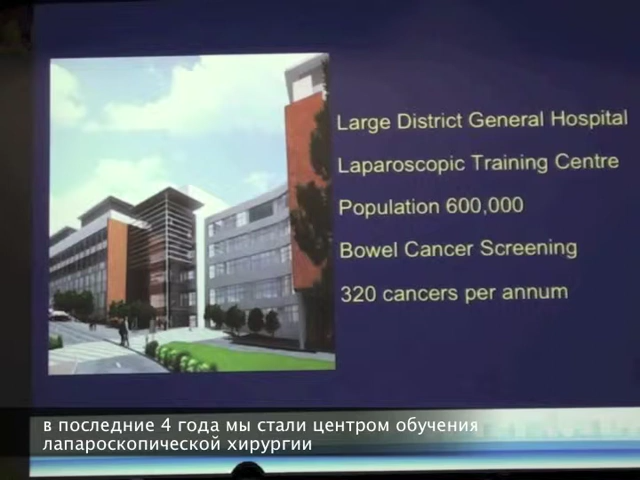 Large District General Hospital
Laparoscopic Training Centre
Population 600,000
Bowel Cancer Screening
320 cancers per annum
в последние 4 года мы стали центром обучения
лапароскопической хирургии